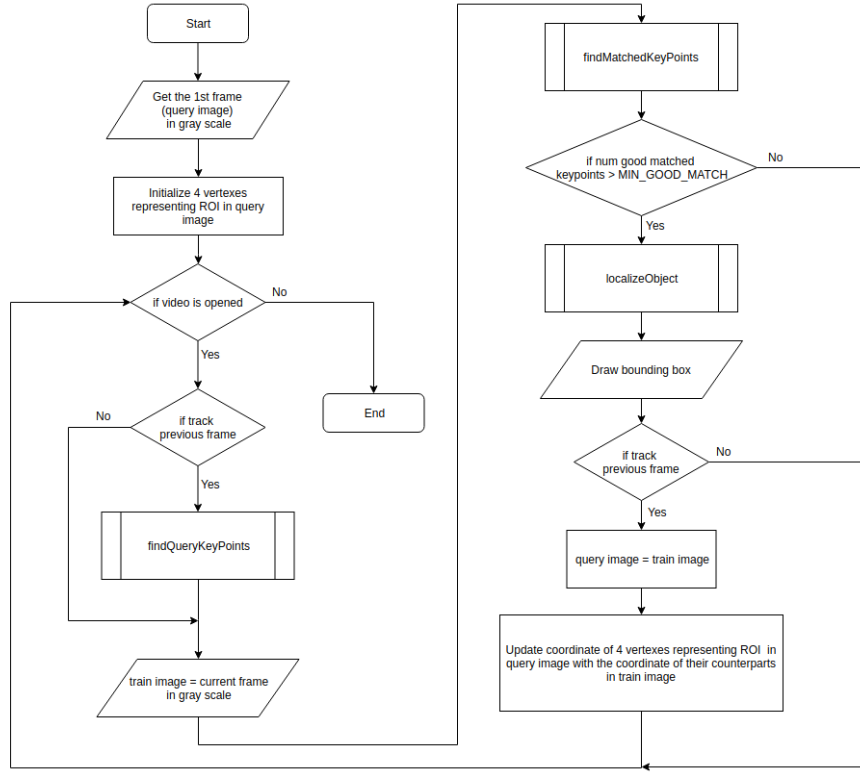 Start
Get the 1st frame
(query image)
in gray scale
Initialize 4 vertexes
representing ROI in query
image
if video is opened
No
Yes
End
if track
previous frame
No
Yes
findQueryKeyPoints
train image = current frame
in gray scale
findMatchedKeyPoints
if num good matched
keypoints > MIN_GOOD_MATCH
No
Yes
localizeObject
Draw bounding box
if track
previous frame
No
Yes
query image = train image
Update coordinate of 4 vertexes representing ROI in
query image with the coordinate of their counterparts
in train image